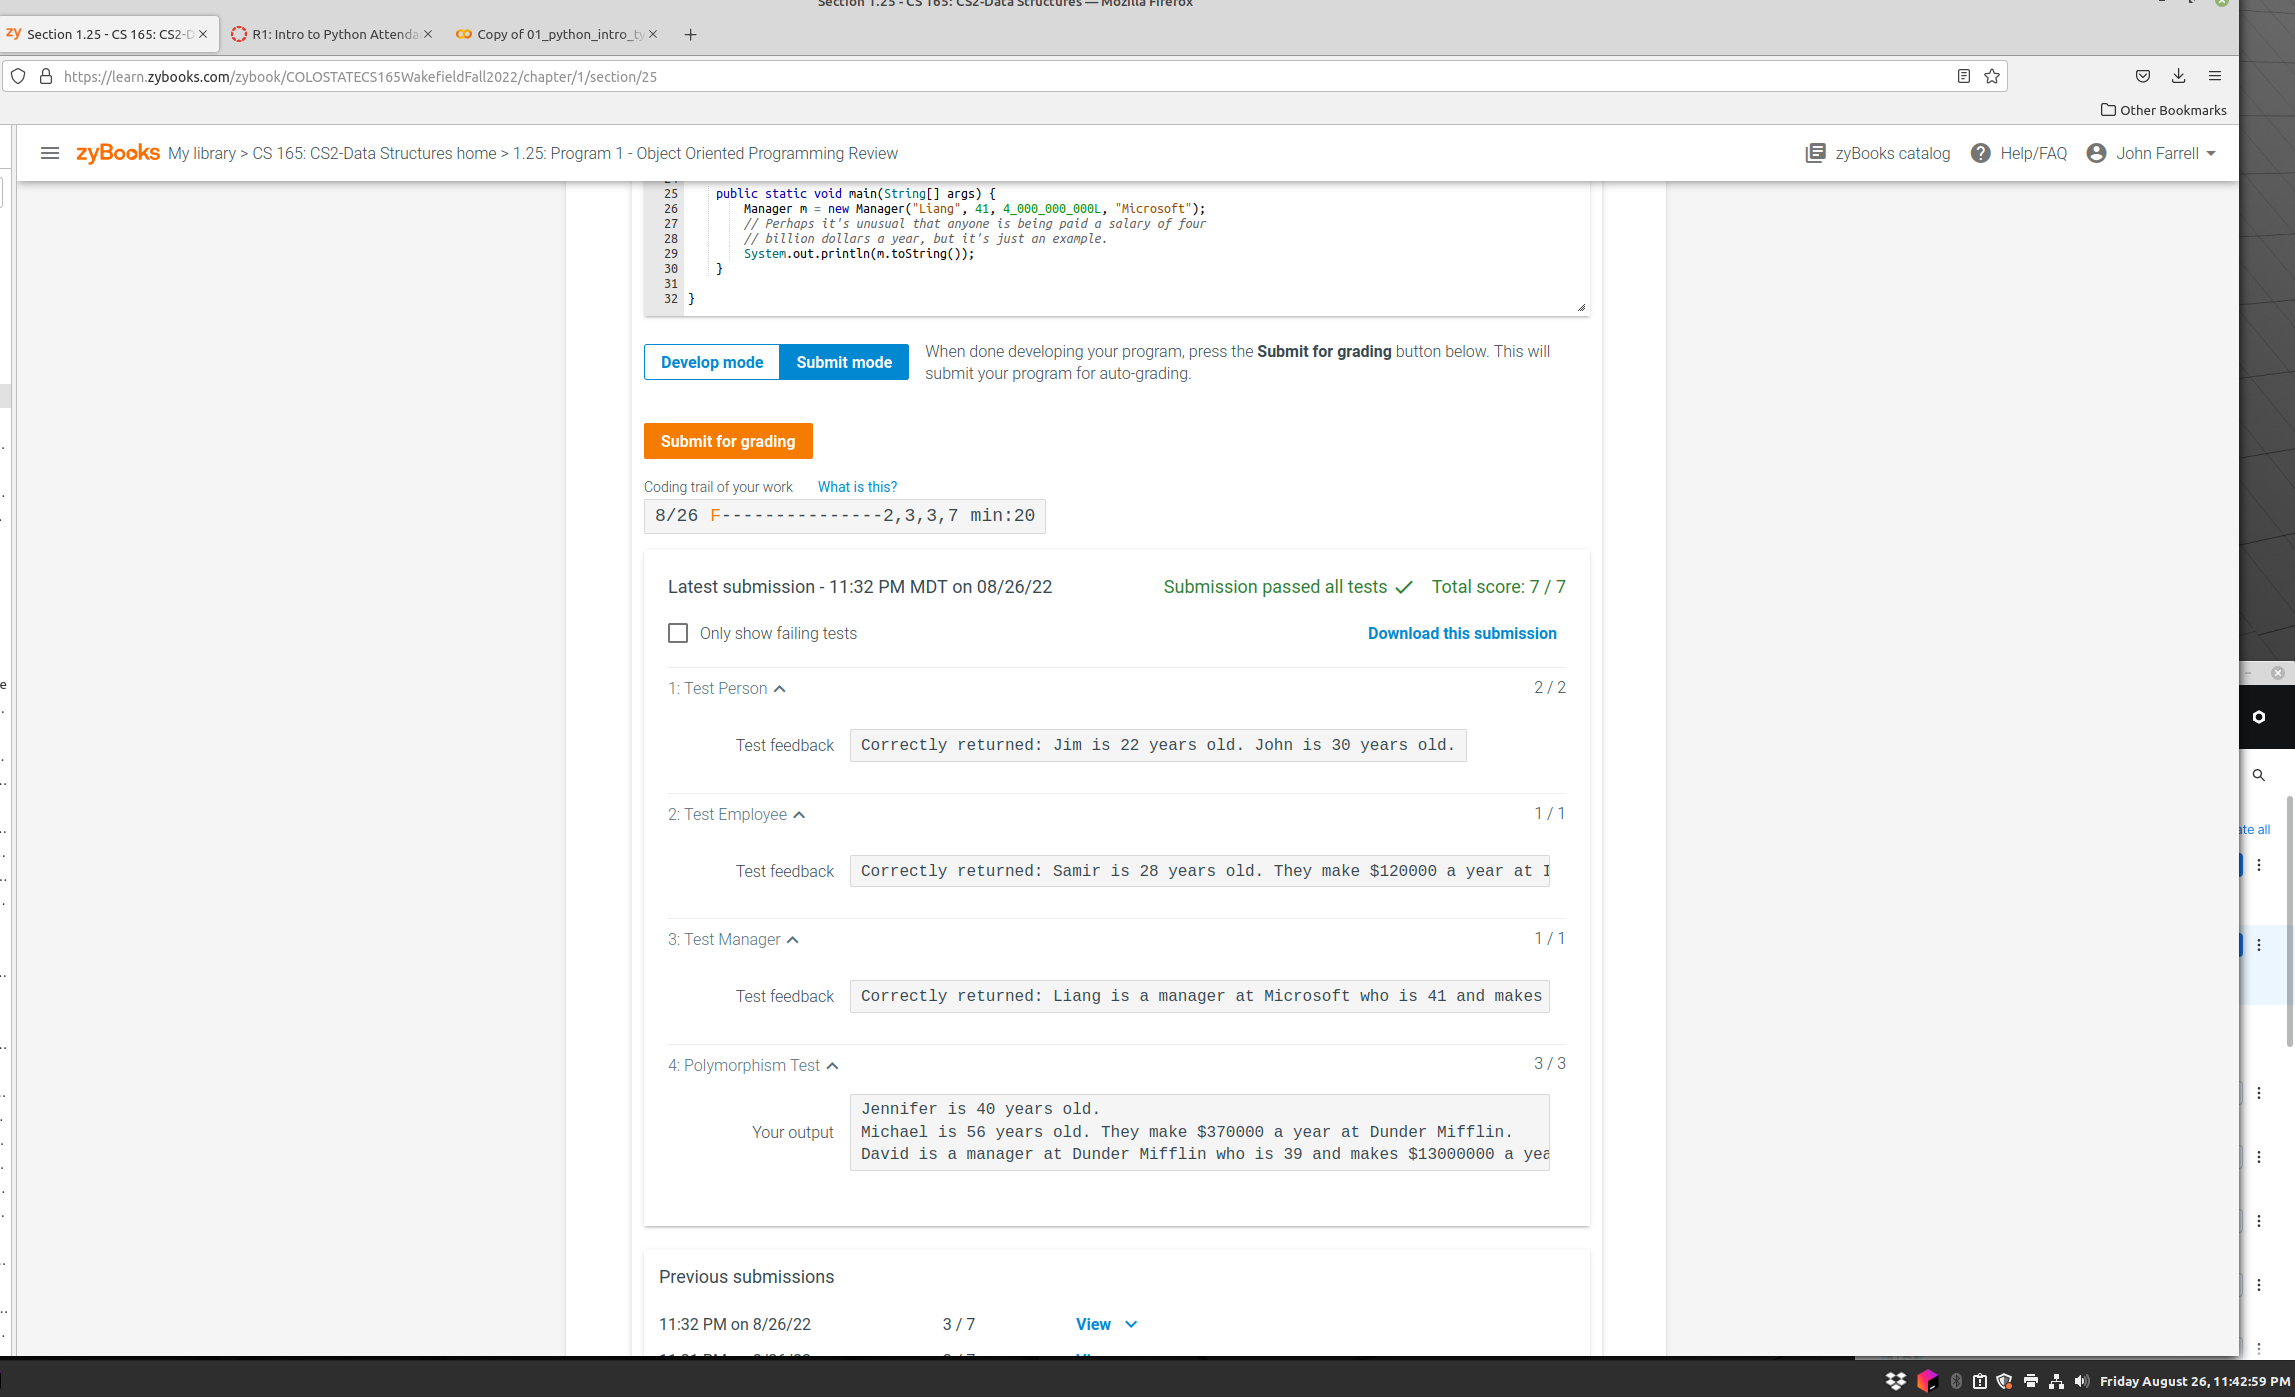 Section 1.25 - CS 165: CS2-Data Structures — Mozilla Firefox
zy Section 1.25 - CS 165: CS2-D
R1: Intro to Python Attenda
Copy of 01_python_intro_ty
https://learn.zybooks.com/zybook/COLOSTATECS165WakefieldFall2022/chapter/1/section/25
Other Bookmarks
zyBooks My library > CS 165: CS2-Data Structures home > 1.25: Program 1 - Object Oriented Programming Review
zyBooks catalog
Help/FAQ
John Farrell
25 public static void main(String[] args) {
26 Manager m = new Manager("Liang", 41, 4_000_000_000L, "Microsoft");
27 // Perhaps it's unusual that anyone is being paid a salary of four
28 // billion dollars a year, but it's just an example.
29 System.out.println(m.toString());
30 }
31
32 }
Develop mode
Submit mode
When done developing your program, press the Submit for grading button below. This will
submit your program for auto-grading.
Submit for grading
Coding trail of your work What is this?
8/26 F---------------2,3,3,7 min:20
Latest submission - 11:32 PM MDT on 08/26/22
Submission passed all tests ✓ Total score: 7 / 7
Only show failing tests
Download this submission
1: Test Person
2 / 2
Test feedback
Correctly returned: Jim is 22 years old. John is 30 years old.
2: Test Employee
1 / 1
Test feedback
Correctly returned: Samir is 28 years old. They make $120000 a year at I
3: Test Manager
1 / 1
Test feedback
Correctly returned: Liang is a manager at Microsoft who is 41 and makes
4: Polymorphism Test
3 / 3
Your output
Jennifer is 40 years old.
Michael is 56 years old. They make $370000 a year at Dunder Mifflin.
David is a manager at Dunder Mifflin who is 39 and makes $13000000 a yea
Previous submissions
11:32 PM on 8/26/22
3 / 7
View
ate all
Friday August 26, 11:42:59 PM